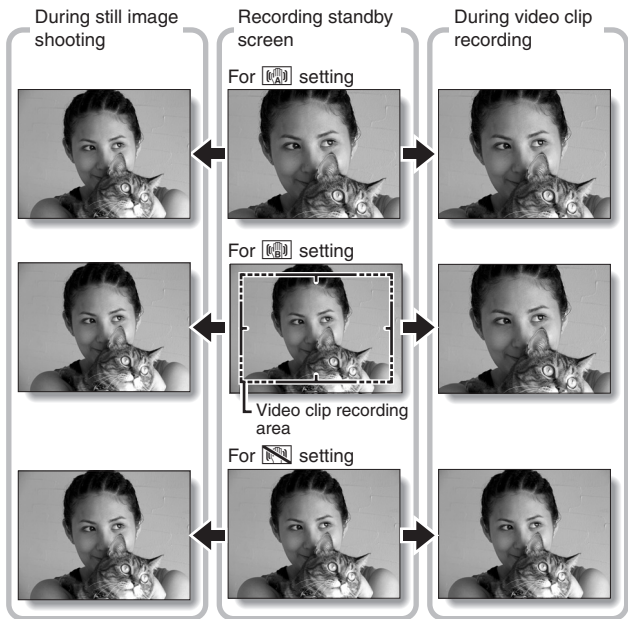 During still image
shooting
Recording standby
screen
During video clip
recording
For A setting
For B setting
Video clip recording
area
For setting